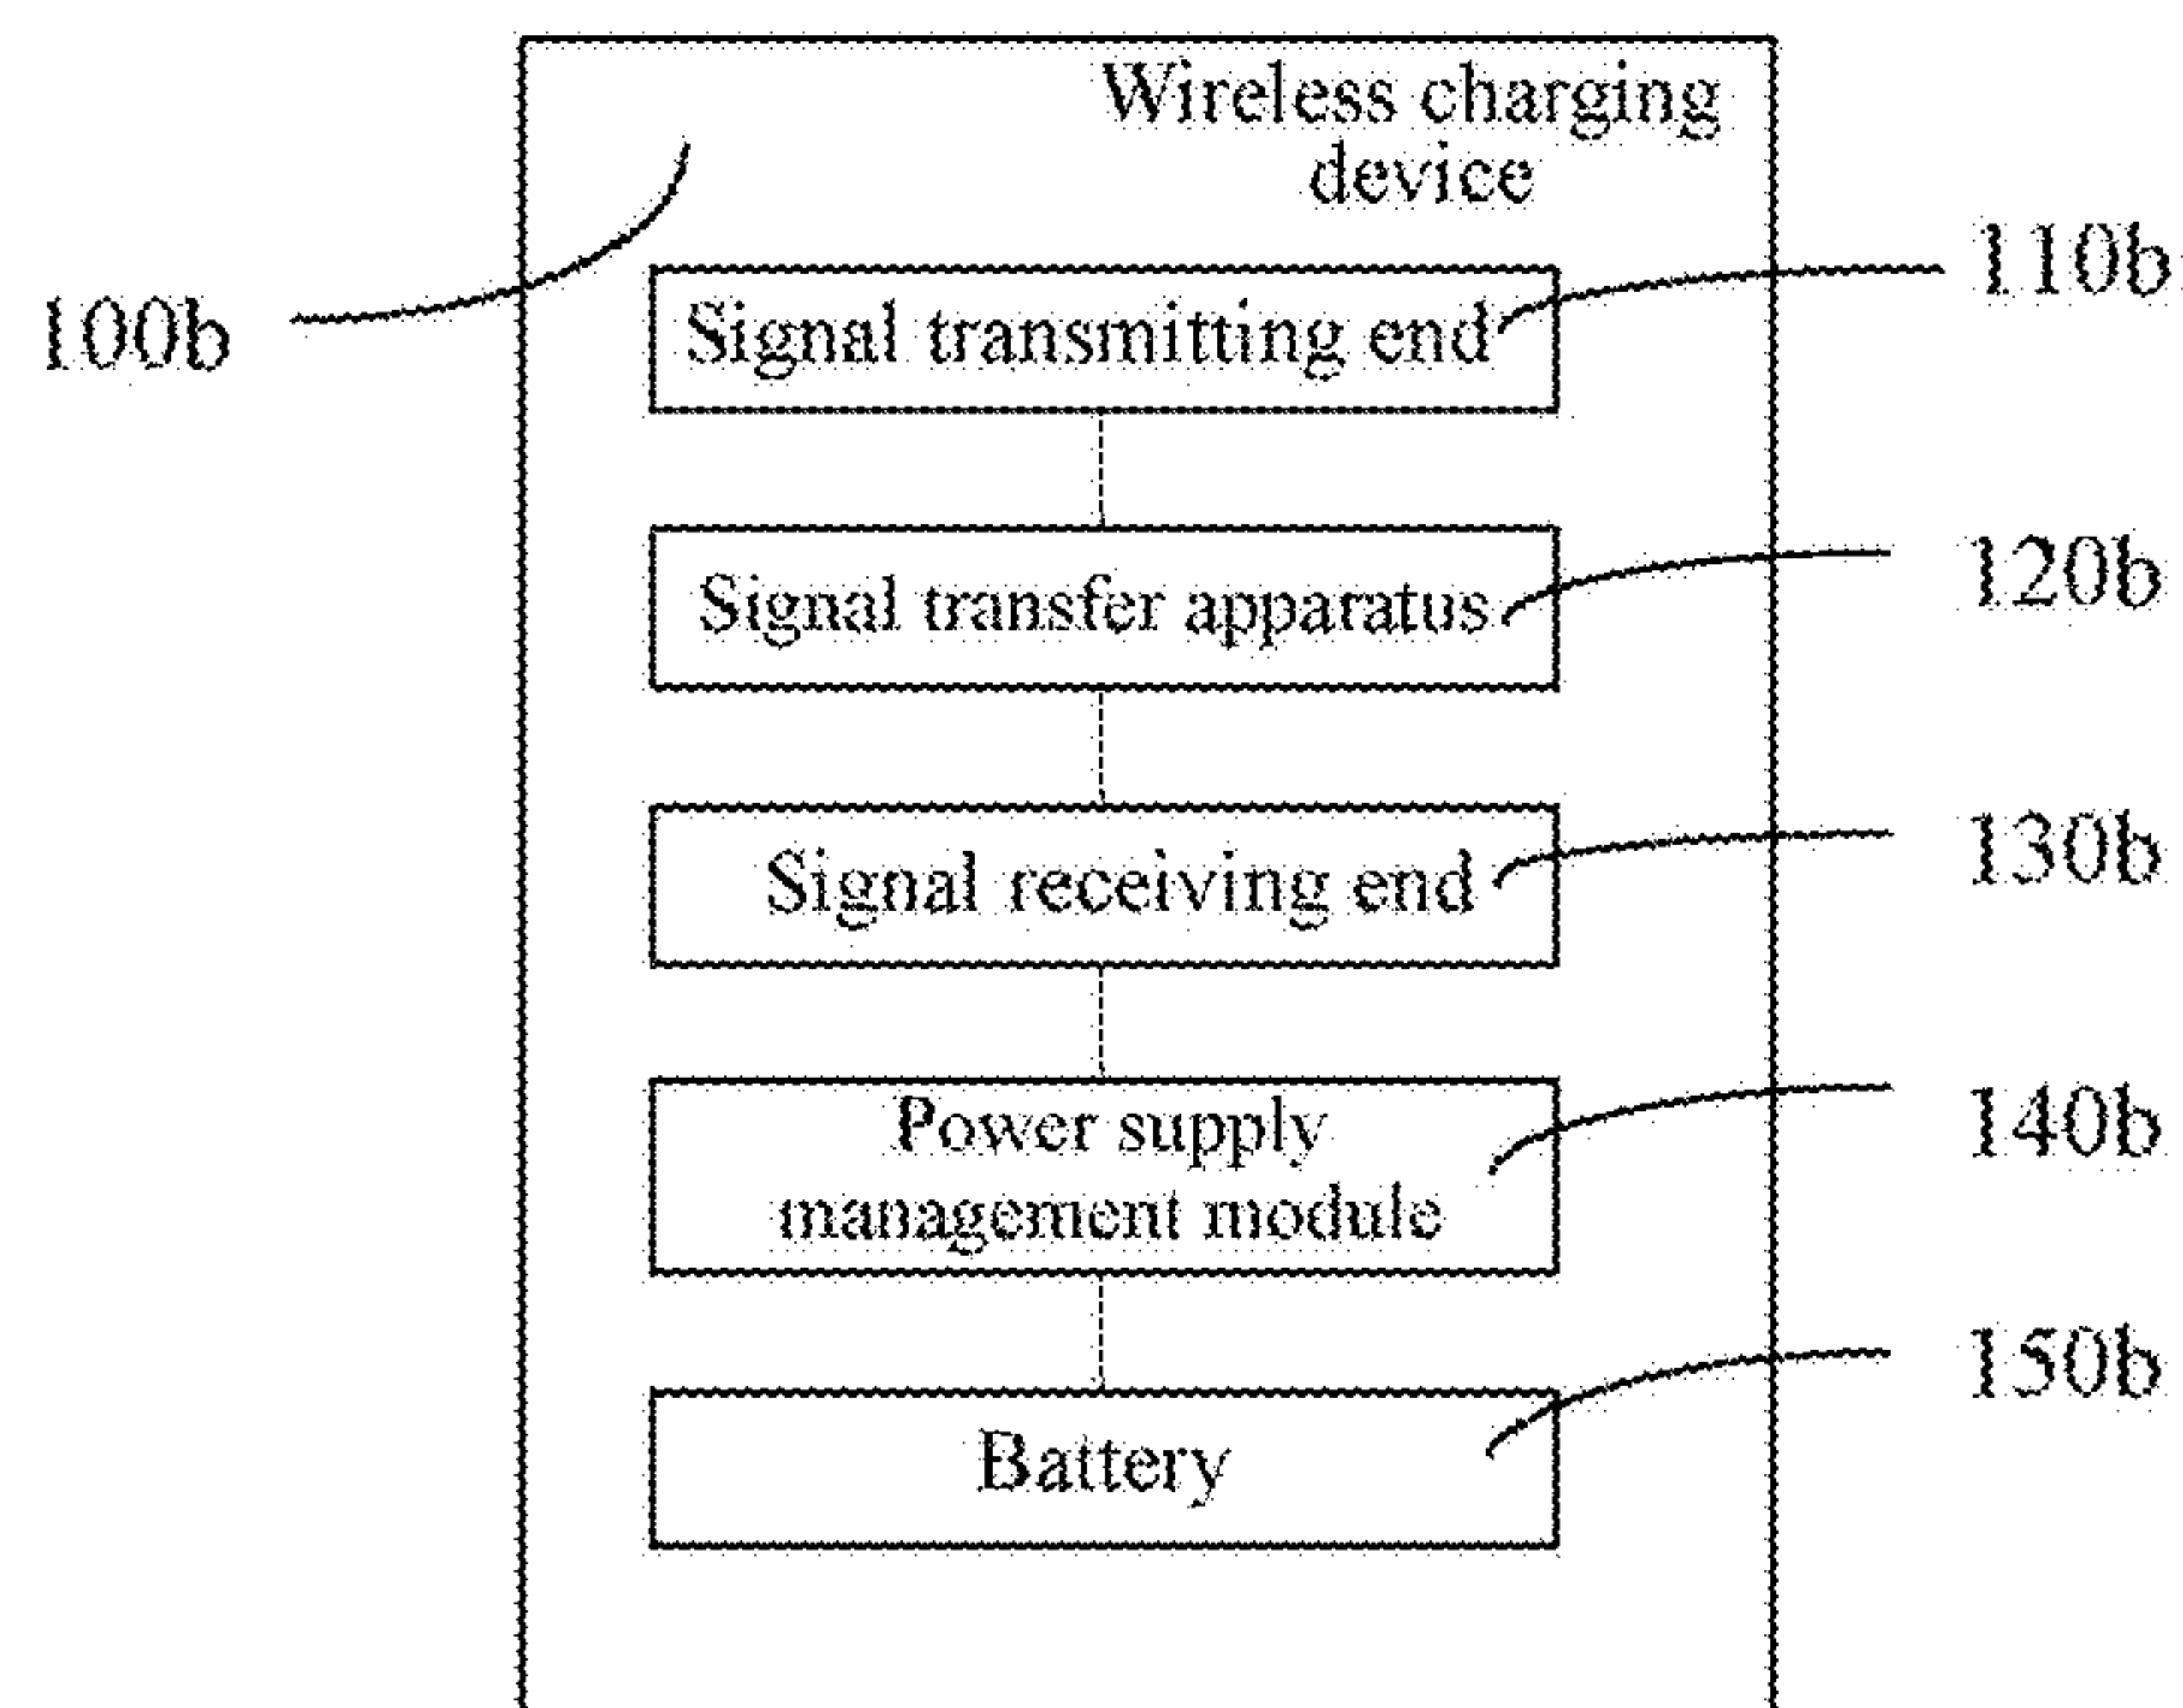 Wireless charging
device
100b
110b
Signal transmitting end
120b
Signal transfer apparatus
130b
Signal receiving end
140b
Power supply
management module
150b
Battery